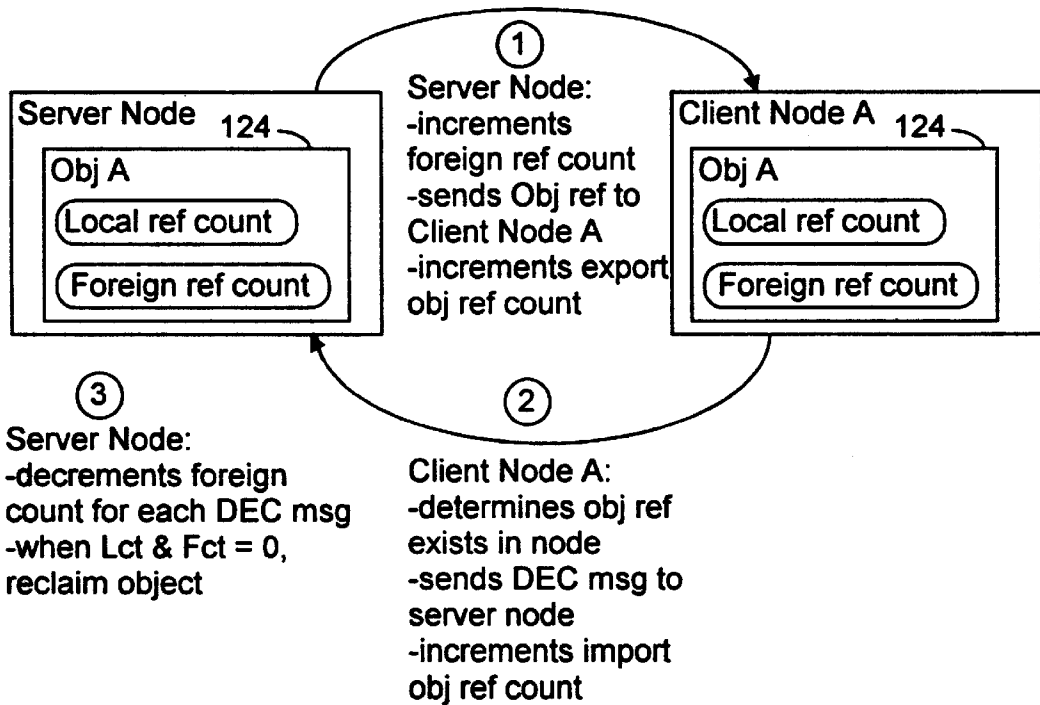 1
Server Node:
-increments
foreign ref count
-sends Obj ref to
Client Node A
-increments export
obj ref count
Server Node
124
Obj A
Local ref count
Foreign ref count
Client Node A
124
Obj A
Local ref count
Foreign ref count
3
Server Node:
-decrements foreign
count for each DEC msg
-when Lct & Fct = 0,
reclaim object
2
Client Node A:
-determines obj ref
exists in node
-sends DEC msg to
server node
-increments import
obj ref count